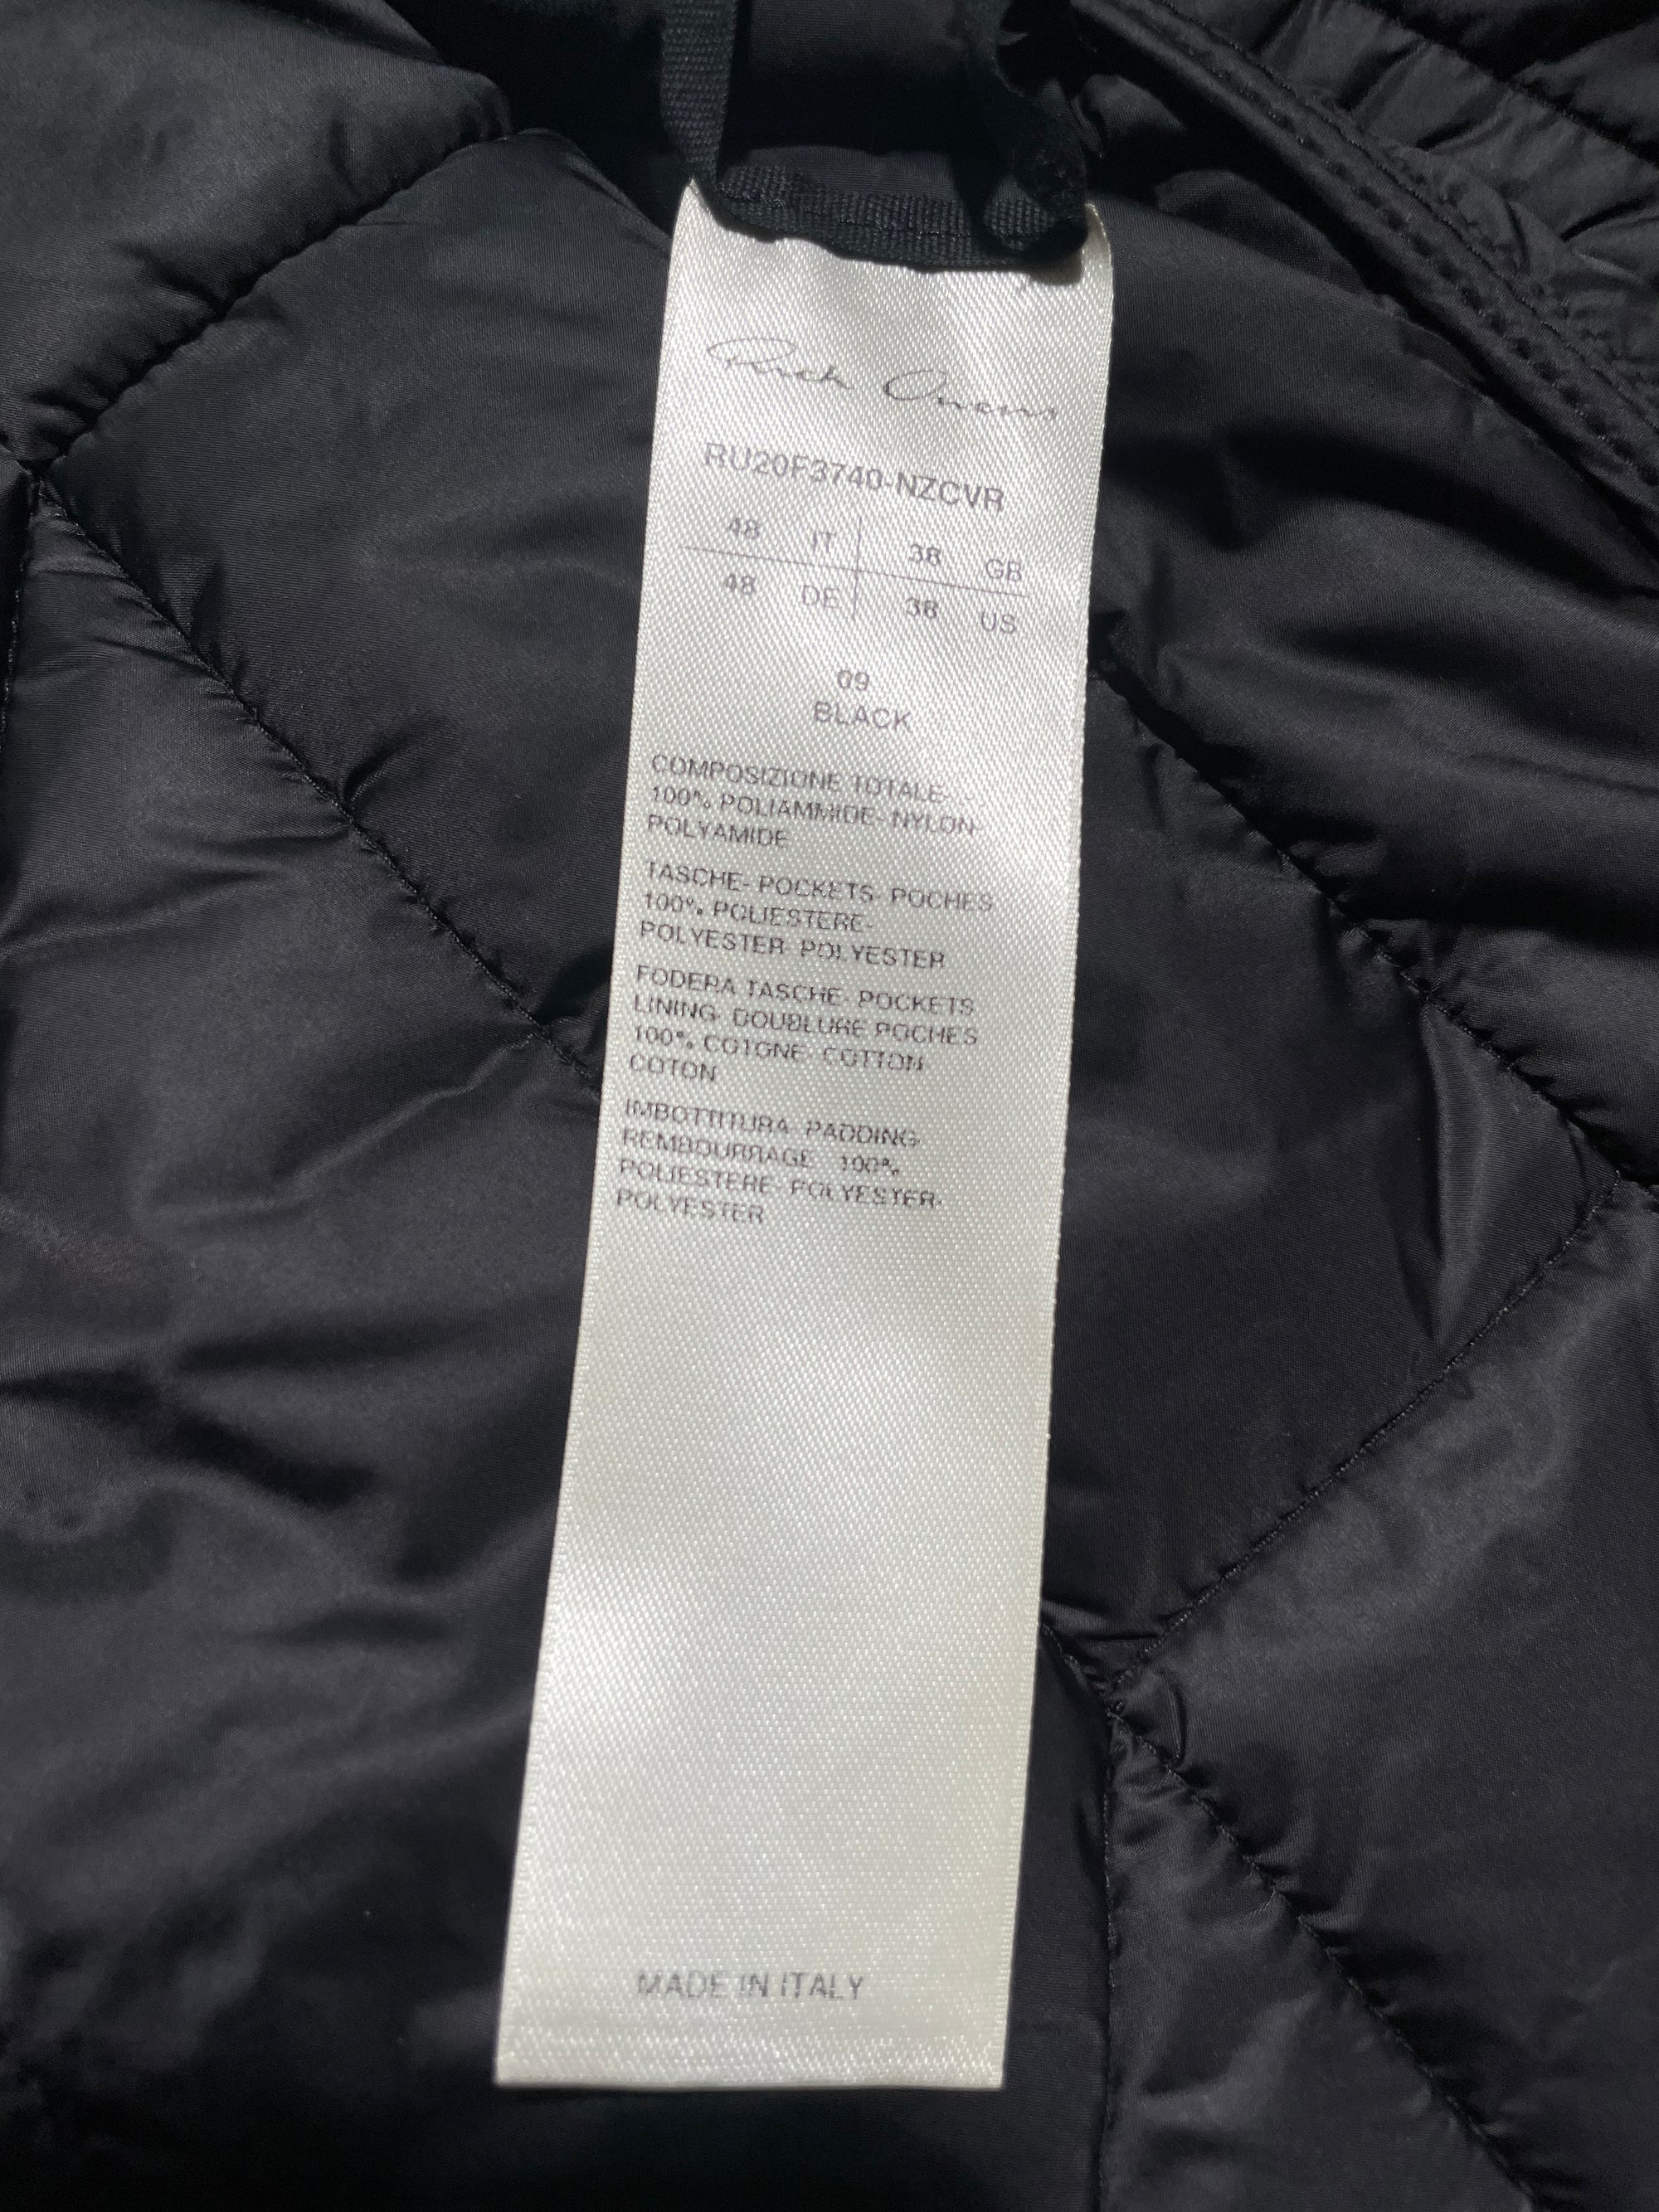 Rick Owens
RU20F3740-NZCVR
48 IT 38 GB
48 DE 38 US
09
BLACK
COMPOSIZIONE TOTALE-
100% POLIAMMIDE- NYLON-
POLYAMIDE
TASCHE- POCKETS- POCHES
100% POLIESTERE-
POLYESTER- POLYESTER
FODERA TASCHE- POCKETS
LINING- DOUBLURE POCHES
100% COTONE- COTTON-
COTON
IMBOTTITURA- PADDING-
REMBOURRAGE 100%
POLIESTERE- POLYESTER-
POLYESTER
MADE IN ITALY